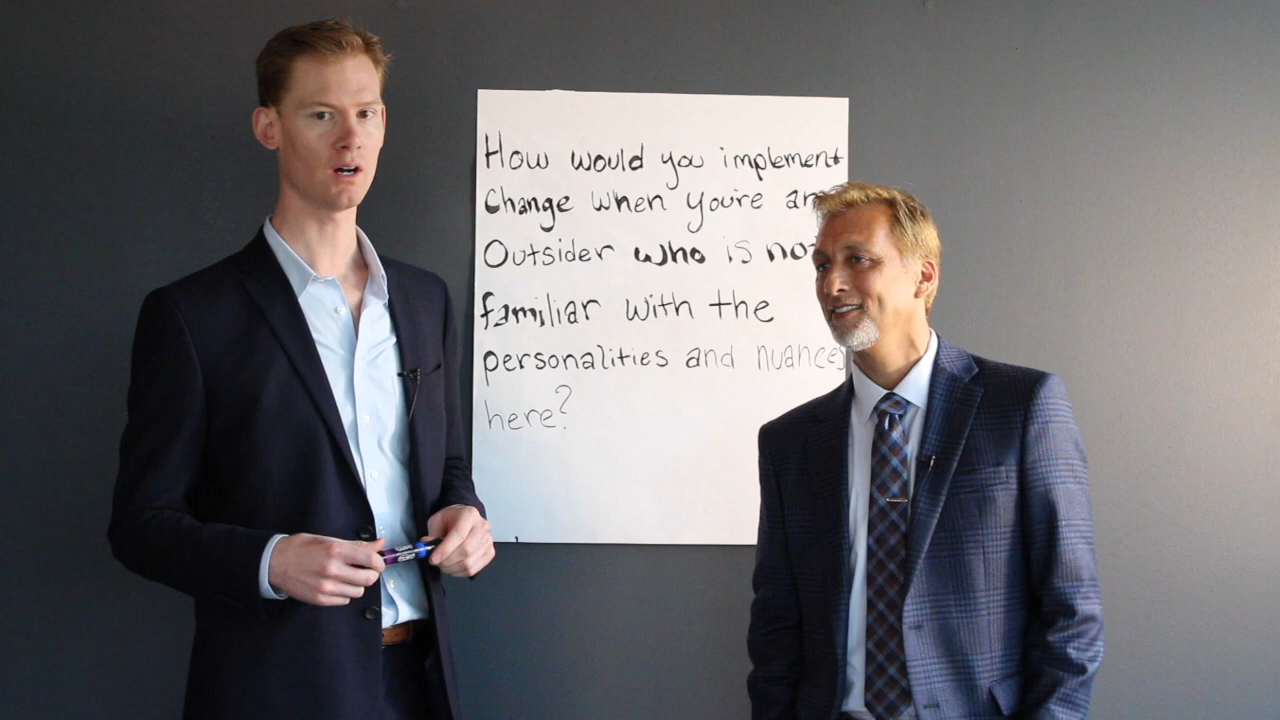 How would you implement
Change when you're an
Outsider who is not
familiar with the
personalities and nuances
here?